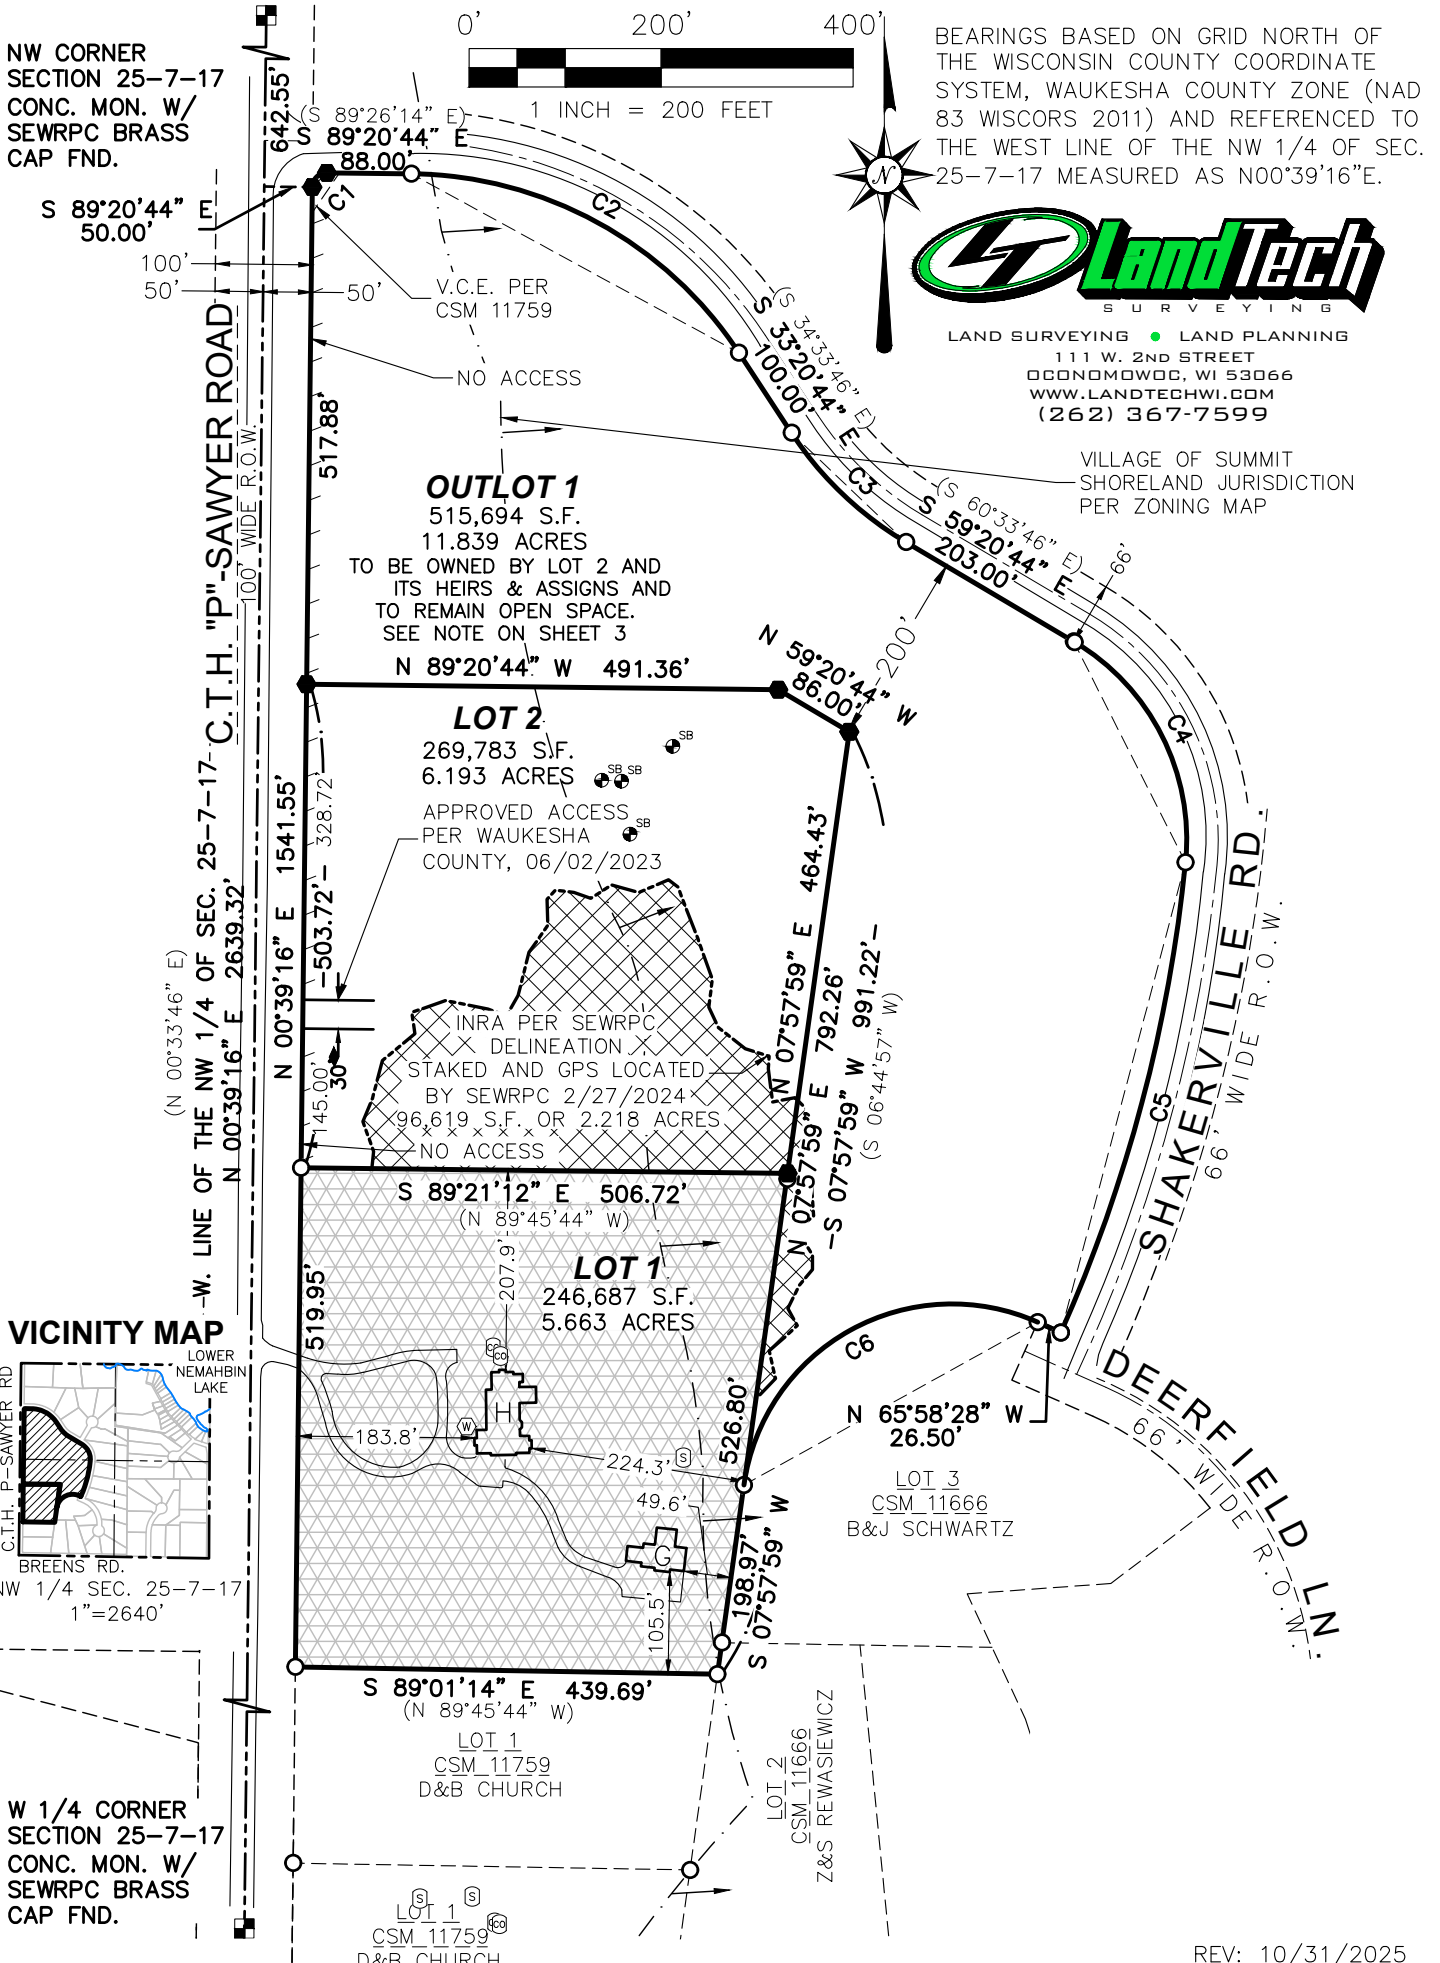 NW CORNER
SECTION 25-7-17
CONC. MON. W/
SEWRPC BRASS
CAP FND.
642.55'
0' 200' 400'
1 INCH = 200 FEET
BEARINGS BASED ON GRID NORTH OF
THE WISCONSIN COUNTY COORDINATE
SYSTEM, WAUKESHA COUNTY ZONE (NAD
83 WISCORS 2011) AND REFERENCED TO
THE WEST LINE OF THE NW 1/4 OF SEC.
25-7-17 MEASURED AS N00°39'16"E.
N
LT LandTech
SURVEYING
LAND SURVEYING • LAND PLANNING
111 W. 2ND STREET
OCONOMOWOC, WI 53066
WWW.LANDTECHWI.COM
(262) 367-7599
(S 89°26'14" E)
S 89°20'44" E
88.00'
C1
C2
S 89°20'44" E
50.00'
100'
50'
50'
V.C.E. PER
CSM 11759
NO ACCESS
517.88'
C.T.H. "P"-SAWYER ROAD
100' WIDE R.O.W.
(S 34°33'46" E)
S 33°20'44" E
100.00'
C3
(S 60°33'46" E)
S 59°20'44" E
203.00'
66'
VILLAGE OF SUMMIT
SHORELAND JURISDICTION
PER ZONING MAP
OUTLOT 1
515,694 S.F.
11.839 ACRES
TO BE OWNED BY LOT 2 AND
ITS HEIRS & ASSIGNS AND
TO REMAIN OPEN SPACE.
SEE NOTE ON SHEET 3
N 89°20'44" W 491.36'
N 59°20'44" W
86.00'
200'
C4
LOT 2
269,783 S.F.
6.193 ACRES
SB
SB
SB
SB
APPROVED ACCESS
PER WAUKESHA
COUNTY, 06/02/2023
328.72'
503.72'
N 00°39'16" E 1541.55'
W. LINE OF THE NW 1/4 OF SEC. 25-7-17
N 00°39'16" E 2639.32'
(N 00°33'46" E)
30'
145.00'
INRA PER SEWRPC
DELINEATION
STAKED AND GPS LOCATED
BY SEWRPC 2/27/2024
96,619 S.F. OR 2.218 ACRES
NO ACCESS
N 07°57'59" E 464.43'
N 07°57'59" E 792.26'
S 07°57'59" W 991.22'
(S 06°44'57" W)
C5
SHAKERVILLE RD.
66' WIDE R.O.W.
S 89°21'12" E 506.72'
(N 89°45'44" W)
LOT 1
246,687 S.F.
5.663 ACRES
207.9'
519.95'
CO
CO
H
W
183.8'
224.3'
S
49.6'
G
105.5'
526.80'
198.97'
S 07°57'59" W
C6
N 65°58'28" W
26.50'
DEERFIELD LN.
66' WIDE R.O.W.
LOT 3
CSM 11666
B&J SCHWARTZ
VICINITY MAP
LOWER
NEMAHBIN
LAKE
C.T.H. P-SAWYER RD
BREENS RD.
NW 1/4 SEC. 25-7-17
1"=2640'
S 89°01'14" E 439.69'
(N 89°45'44" W)
LOT 1
CSM 11759
D&B CHURCH
LOT 2
CSM 11666
Z&S REWASIEWICZ
W 1/4 CORNER
SECTION 25-7-17
CONC. MON. W/
SEWRPC BRASS
CAP FND.
S
S
CO
LOT 1
CSM 11759
D&B CHURCH
REV: 10/31/2025